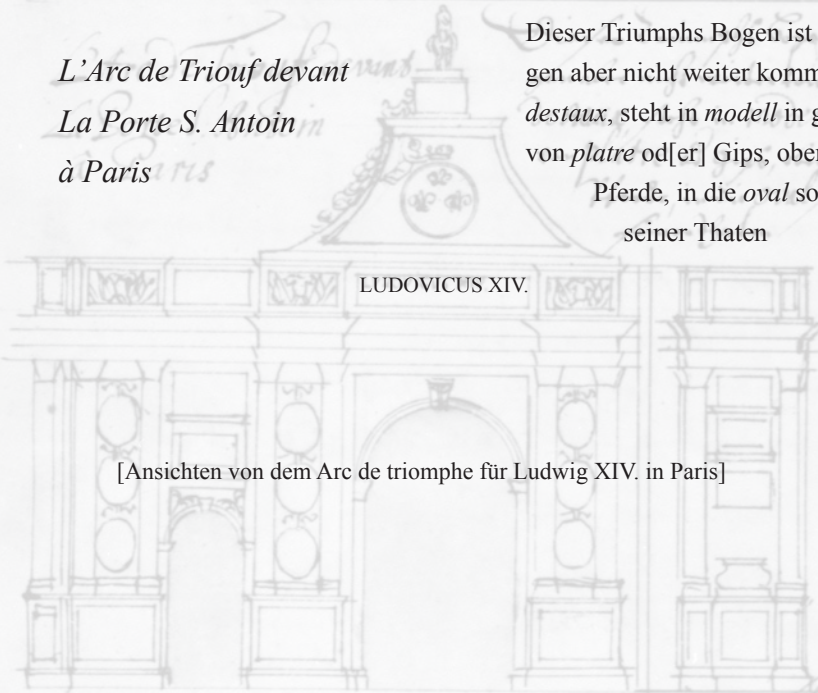 L’Arc de Triouf devant
La Porte S. Antoin
à Paris
Dieser Triumphs Bogen ist
gen aber nicht weiter komm
destaux, steht in modell in g
von platre od[er] Gips, ober
Pferde, in die oval so
seiner Thaten
LUDOVICUS XIV.
[Ansichten von dem Arc de triomphe für Ludwig XIV. in Paris]